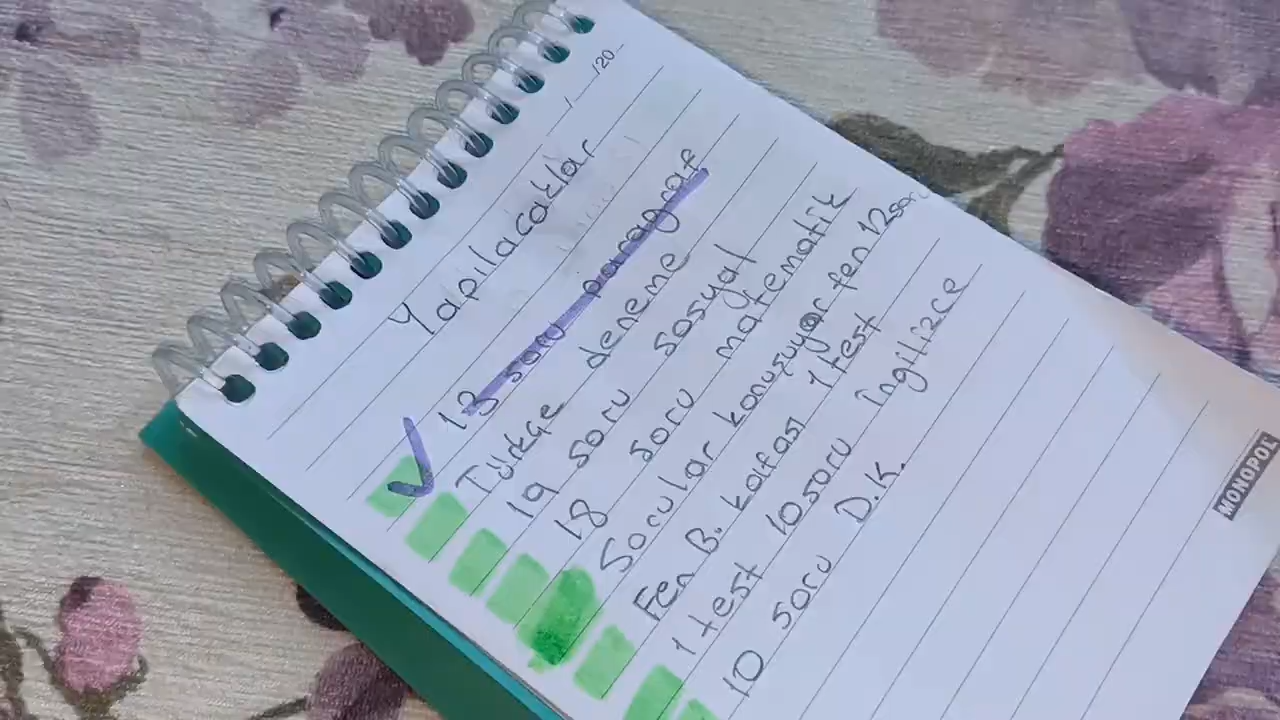 / /20
Yapılacaklar
13 soru paragraf
Türkçe deneme
19 soru sosyal
18 soru matematik
Sorular konuşuyor fen 12 soru
Fen B. kalfası 1 test
1 test 10 soru İngilizce
10 soru D.K.
MONOPOL